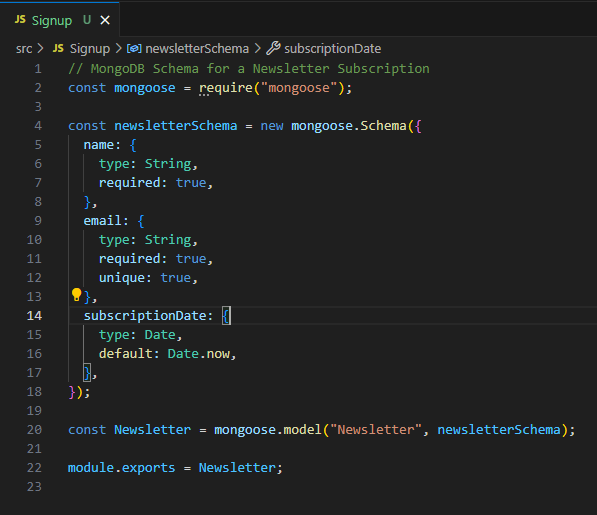 JS Signup U ×
src > JS Signup > newsletterSchema > subscriptionDate
1 // MongoDB Schema for a Newsletter Subscription
2 const mongoose = require("mongoose");
3
4 const newsletterSchema = new mongoose.Schema({
5   name: {
6     type: String,
7     required: true,
8   },
9   email: {
10     type: String,
11     required: true,
12     unique: true,
13   },
14   subscriptionDate: {
15     type: Date,
16     default: Date.now,
17   },
18 });
19
20 const Newsletter = mongoose.model("Newsletter", newsletterSchema);
21
22 module.exports = Newsletter;
23